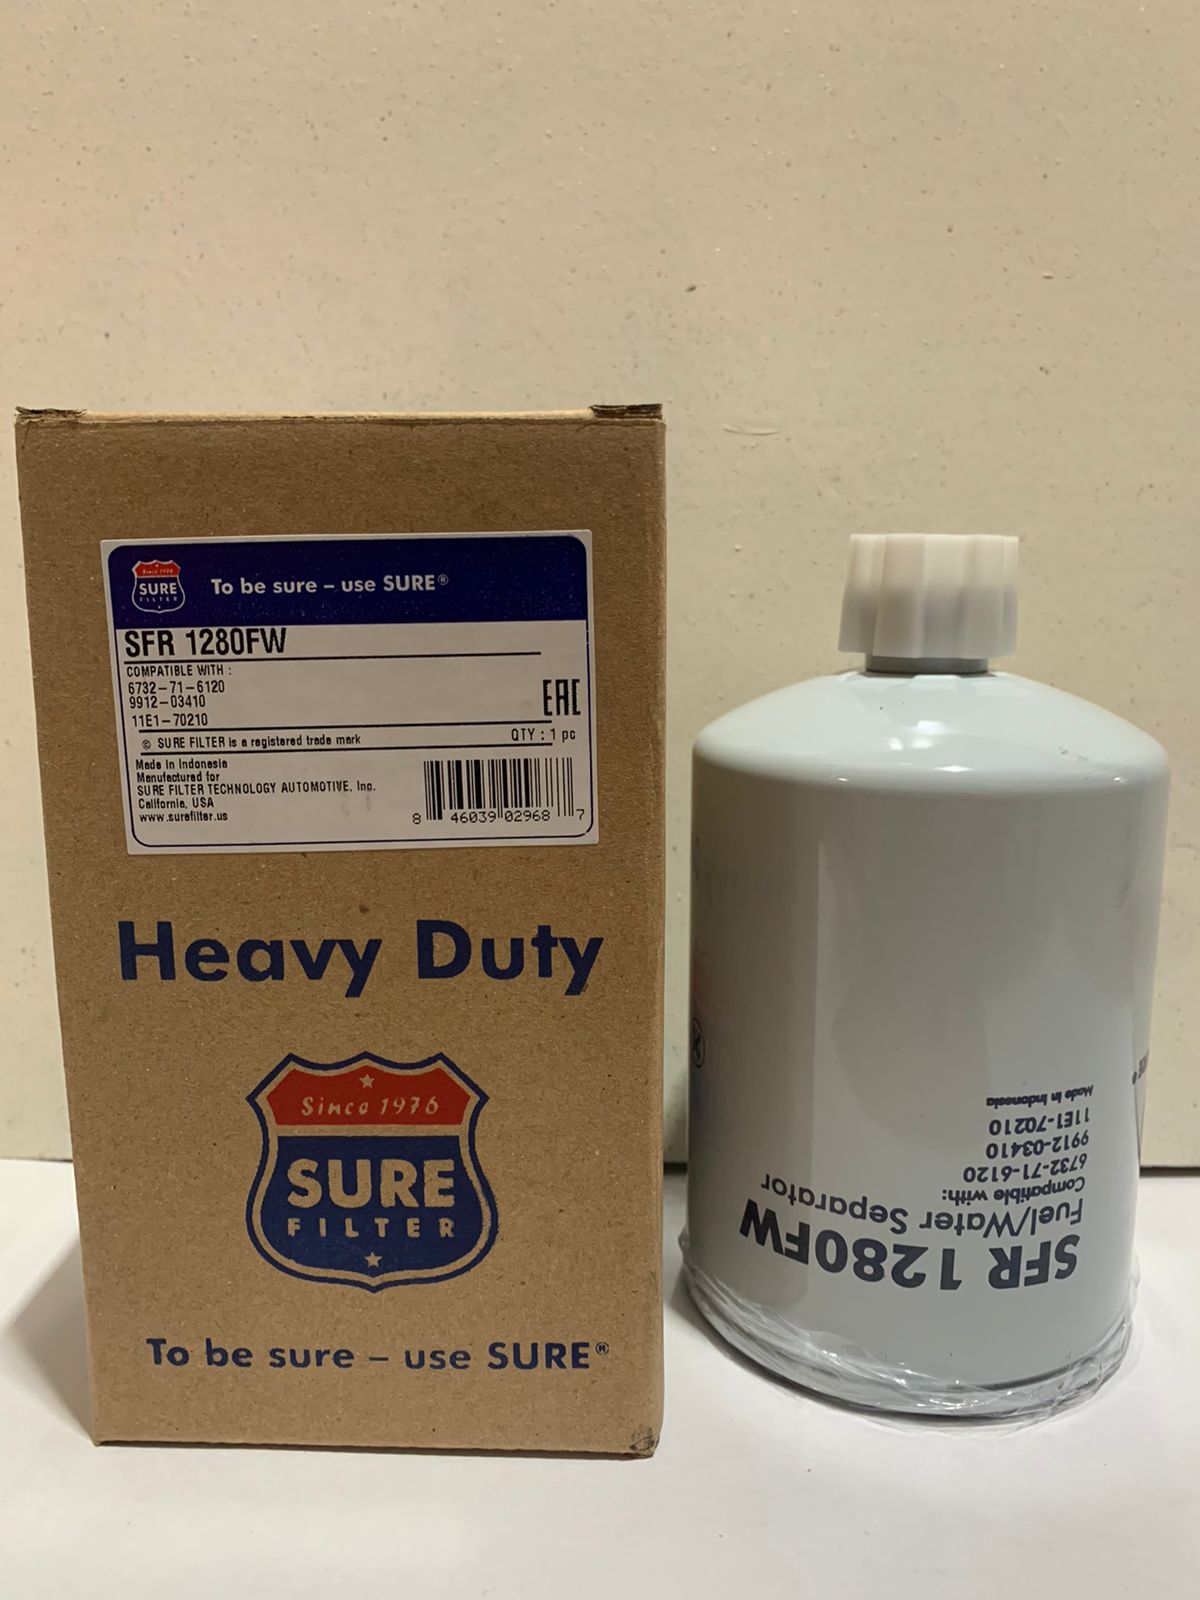 Since 1976
SURE
FILTER
To be sure – use SURE®
SFR 1280FW
COMPATIBLE WITH :
6732-71-6120
9912-03410
11E1-70210
EAC
© SURE FILTER is a registered trade mark
QTY : 1 pc
Made in Indonesia
Manufactured for
SURE FILTER TECHNOLOGY AUTOMOTIVE, Inc.
California, USA
www.surefilter.us
8 46039 02968 7
Heavy Duty
Since 1976
SURE
FILTER
To be sure – use SURE®
SFR 1280FW
Fuel/Water Separator
Compatible with:
6732-71-6120
9912-03410
11E1-70210
Made in Indonesia